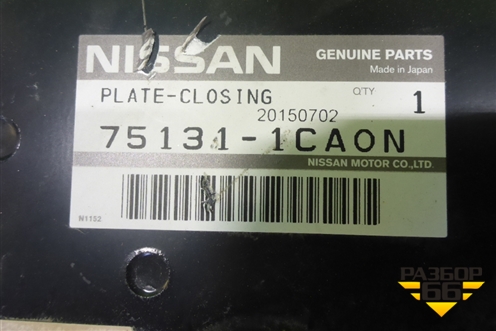 NISSAN
GENUINE PARTS
Made in Japan
PLATE-CLOSING
QTY
1
20150702
75131-1CA0N
NISSAN MOTOR CO.,LTD.
N1152
РАЗБОР
66